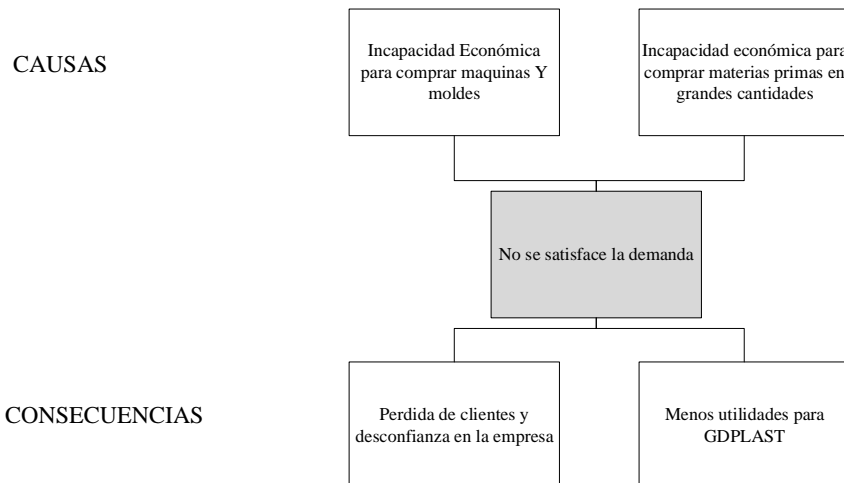 CAUSAS
Incapacidad Económica
para comprar maquinas Y
moldes
Incapacidad económica para
comprar materias primas en
grandes cantidades
No se satisface la demanda
CONSECUENCIAS
Perdida de clientes y
desconfianza en la empresa
Menos utilidades para
GDPLAST